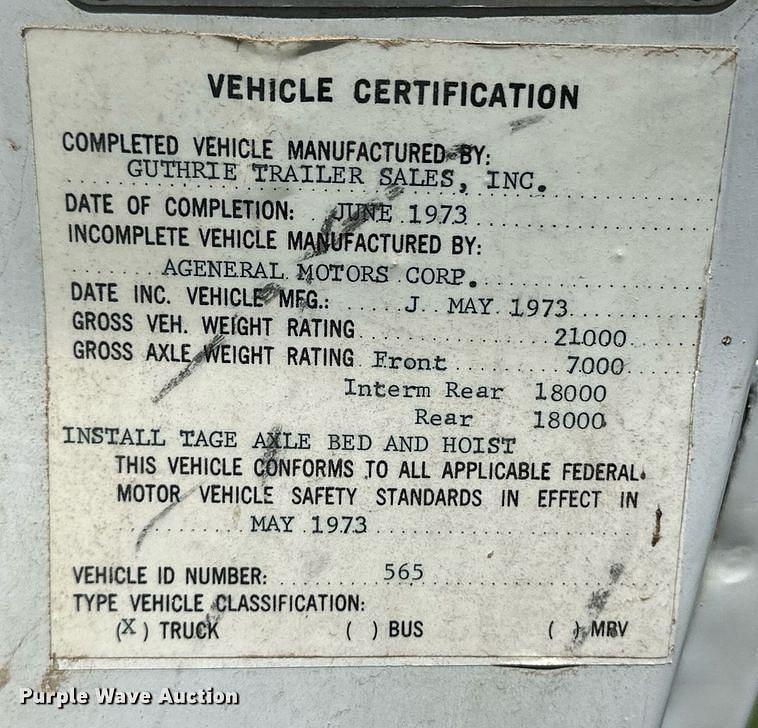 VEHICLE CERTIFICATION
COMPLETED VEHICLE MANUFACTURED BY:
GUTHRIE TRAILER SALES, INC.
DATE OF COMPLETION: JUNE 1973
INCOMPLETE VEHICLE MANUFACTURED BY:
AGENERAL MOTORS CORP.
DATE INC. VEHICLE MFG.: J MAY 1973
GROSS VEH. WEIGHT RATING 21000
GROSS AXLE WEIGHT RATING Front 7000
Interm Rear 18000
Rear 18000
INSTALL TAGE AXLE BED AND HOIST
THIS VEHICLE CONFORMS TO ALL APPLICABLE FEDERAL
MOTOR VEHICLE SAFETY STANDARDS IN EFFECT IN
MAY 1973
VEHICLE ID NUMBER: 565
TYPE VEHICLE CLASSIFICATION:
(X) TRUCK ( ) BUS ( ) MRV
Purple Wave Auction